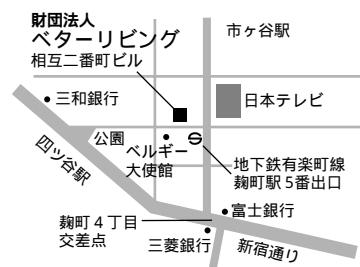 財団法人
ベターリビング
相互二番町ビル
市ヶ谷駅
三和銀行
日本テレビ
公園
ベルギー
大使館
四ツ谷駅
地下鉄有楽町線
麹町駅5番出口
麹町4丁目
交差点
富士銀行
三菱銀行
新宿通り